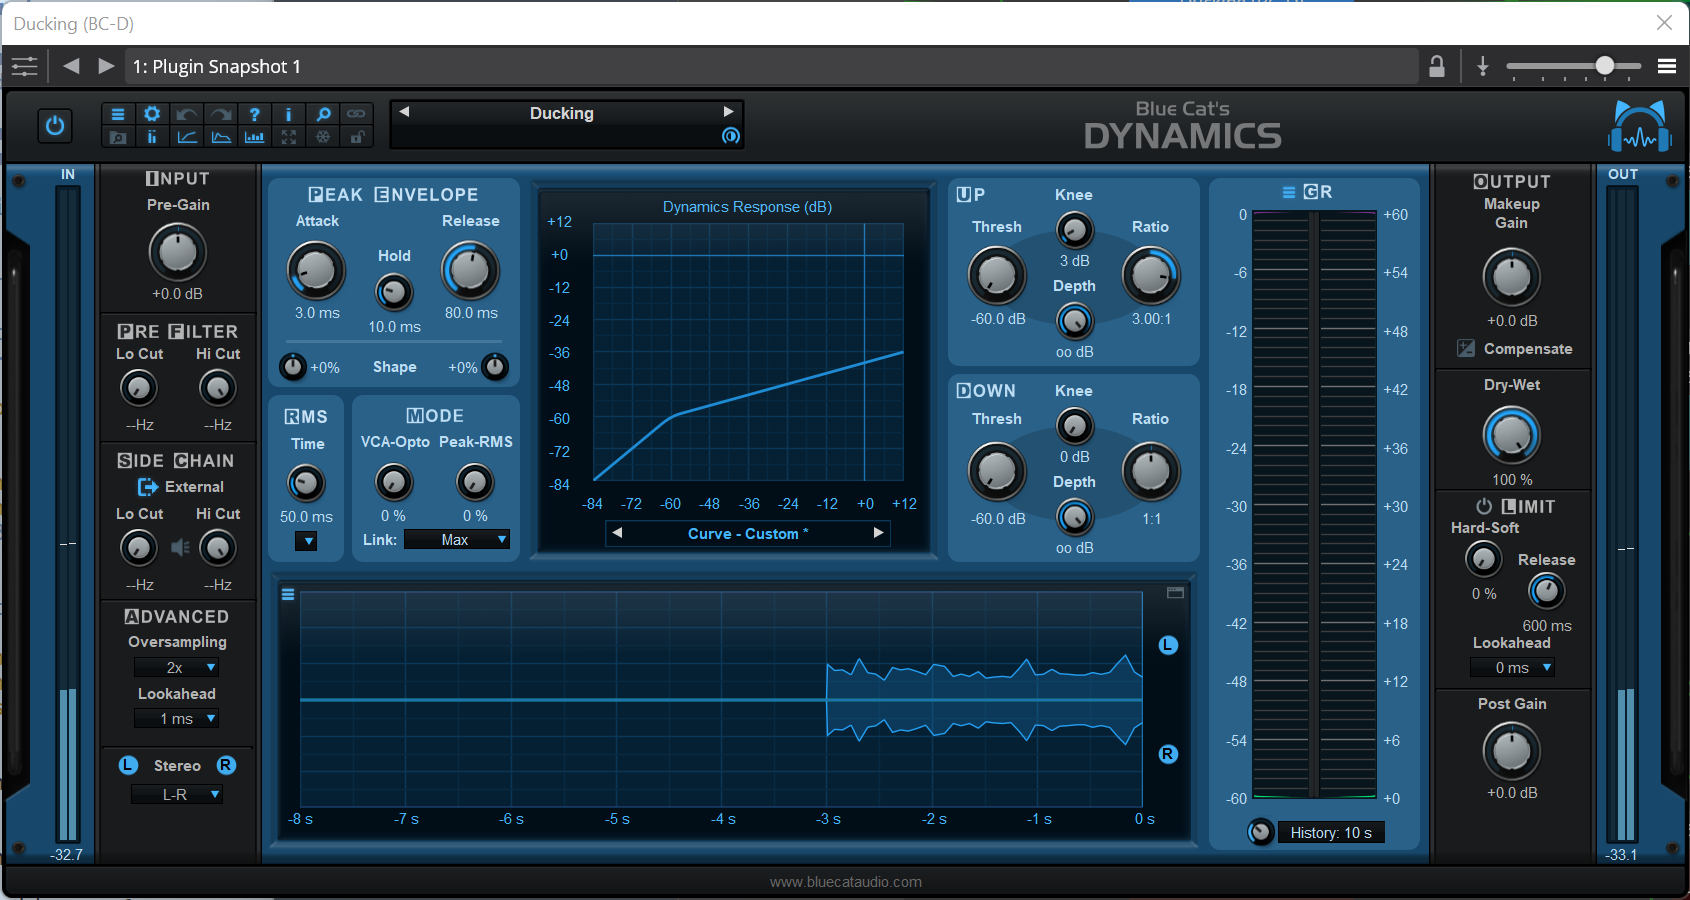 Ducking (BC-D)
1: Plugin Snapshot 1
Ducking
Blue Cat's
DYNAMICS
IN
INPUT
Pre-Gain
+0.0 dB
PRE FILTER
Lo Cut Hi Cut
--Hz --Hz
SIDE CHAIN
External
Lo Cut Hi Cut
--Hz --Hz
ADVANCED
Oversampling
2x
Lookahead
1 ms
L Stereo R
L-R
-32.7
PEAK ENVELOPE
Attack Release
Hold
3.0 ms 80.0 ms
10.0 ms
+0% Shape +0%
RMS
Time
50.0 ms
MODE
VCA-Opto Peak-RMS
0 % 0 %
Link: Max
Dynamics Response (dB)
+12
+0
-12
-24
-36
-48
-60
-72
-84
-84 -72 -60 -48 -36 -24 -12 +0 +12
Curve - Custom *
UP
Knee
Thresh Ratio
3 dB
Depth
-60.0 dB 3.00:1
oo dB
DOWN
Knee
Thresh Ratio
0 dB
Depth
-60.0 dB 1:1
oo dB
L
R
-8 s -7 s -6 s -5 s -4 s -3 s -2 s -1 s 0 s
GR
0 +60
-6 +54
-12 +48
-18 +42
-24 +36
-30 +30
-36 +24
-42 +18
-48 +12
-54 +6
-60 +0
History: 10 s
OUTPUT
Makeup
Gain
+0.0 dB
Compensate
Dry-Wet
100 %
LIMIT
Hard-Soft
Release
0 %
600 ms
Lookahead
0 ms
Post Gain
+0.0 dB
OUT
-33.1
www.bluecataudio.com